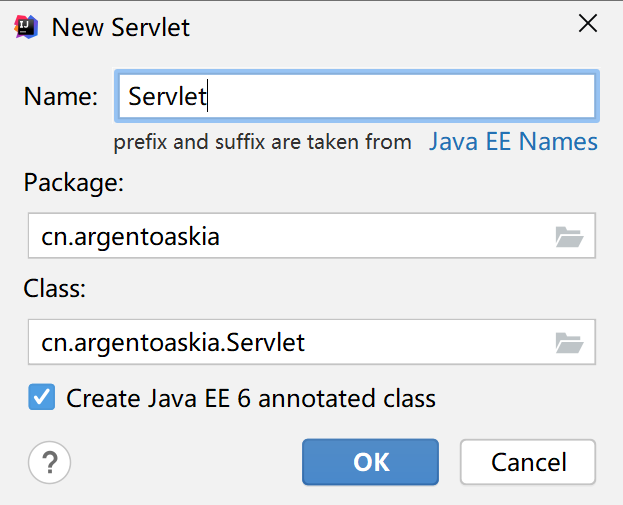 New Servlet
Name: Servlet
prefix and suffix are taken from Java EE Names
Package:
cn.argentoaskia
Class:
cn.argentoaskia.Servlet
Create Java EE 6 annotated class
? OK Cancel